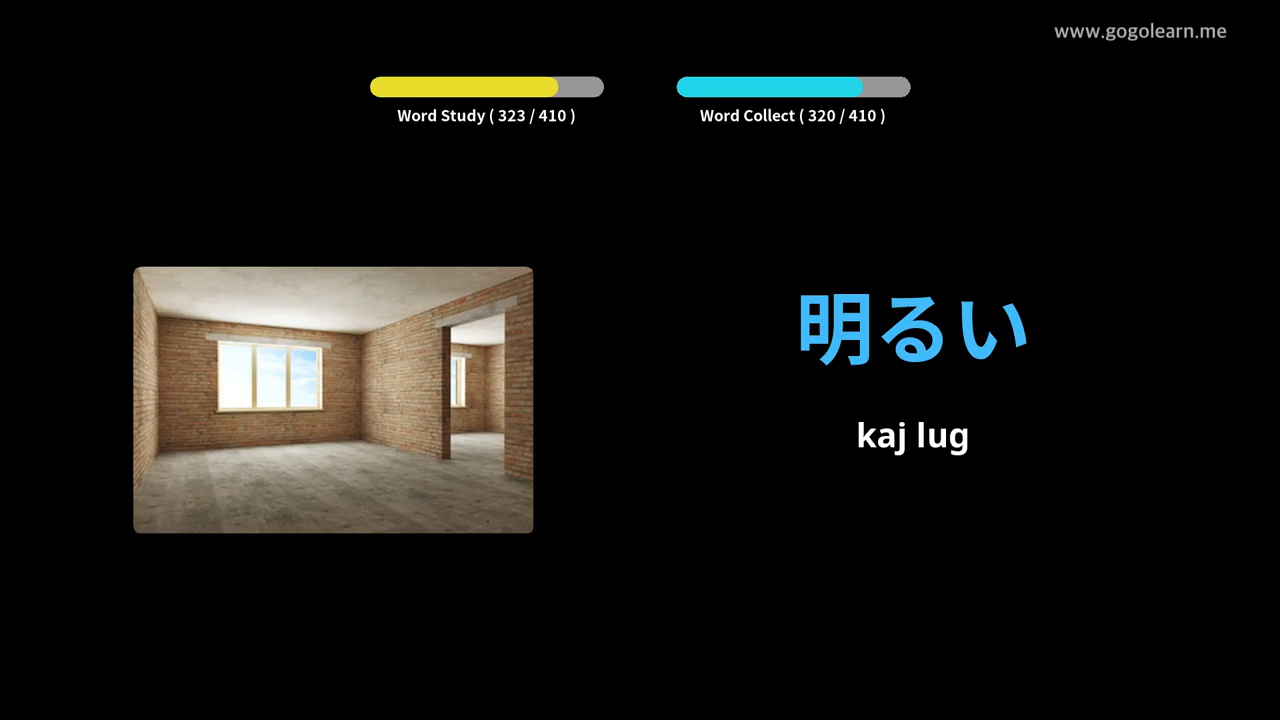 www.gogolearn.me
Word Study ( 323 / 410 )
Word Collect ( 320 / 410 )
明るい
kaj lug